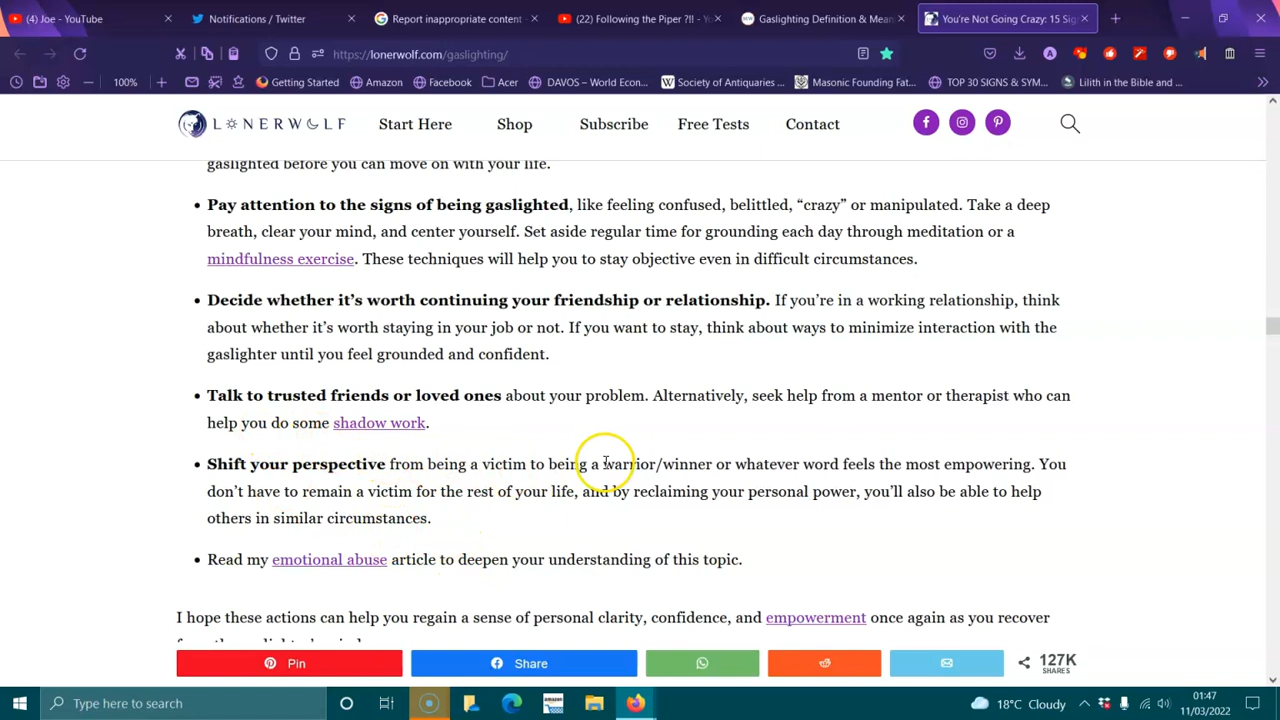 (4) Joe - YouTube
Notifications / Twitter
Report inappropriate content -
(22) Following the Piper ?!! - Yo
Gaslighting Definition & Mean
You're Not Going Crazy: 15 Sig
https://lonerwolf.com/gaslighting/
100%
Getting Started
Amazon
Facebook
Acer
DAVOS – World Econ...
Society of Antiquaries ...
Masonic Founding Fat...
TOP 30 SIGNS & SYM...
Lilith in the Bible and ...
LONERWOLF
Start Here
Shop
Subscribe
Free Tests
Contact
gaslighted before you can move on with your life.
• Pay attention to the signs of being gaslighted, like feeling confused, belittled, “crazy” or manipulated. Take a deep
breath, clear your mind, and center yourself. Set aside regular time for grounding each day through meditation or a
mindfulness exercise. These techniques will help you to stay objective even in difficult circumstances.
• Decide whether it’s worth continuing your friendship or relationship. If you’re in a working relationship, think
about whether it’s worth staying in your job or not. If you want to stay, think about ways to minimize interaction with the
gaslighter until you feel grounded and confident.
• Talk to trusted friends or loved ones about your problem. Alternatively, seek help from a mentor or therapist who can
help you do some shadow work.
• Shift your perspective from being a victim to being a warrior/winner or whatever word feels the most empowering. You
don’t have to remain a victim for the rest of your life, and by reclaiming your personal power, you’ll also be able to help
others in similar circumstances.
• Read my emotional abuse article to deepen your understanding of this topic.
I hope these actions can help you regain a sense of personal clarity, confidence, and empowerment once again as you recover
Pin
Share
127K
SHARES
Type here to search
18°C Cloudy
01:47
11/03/2022